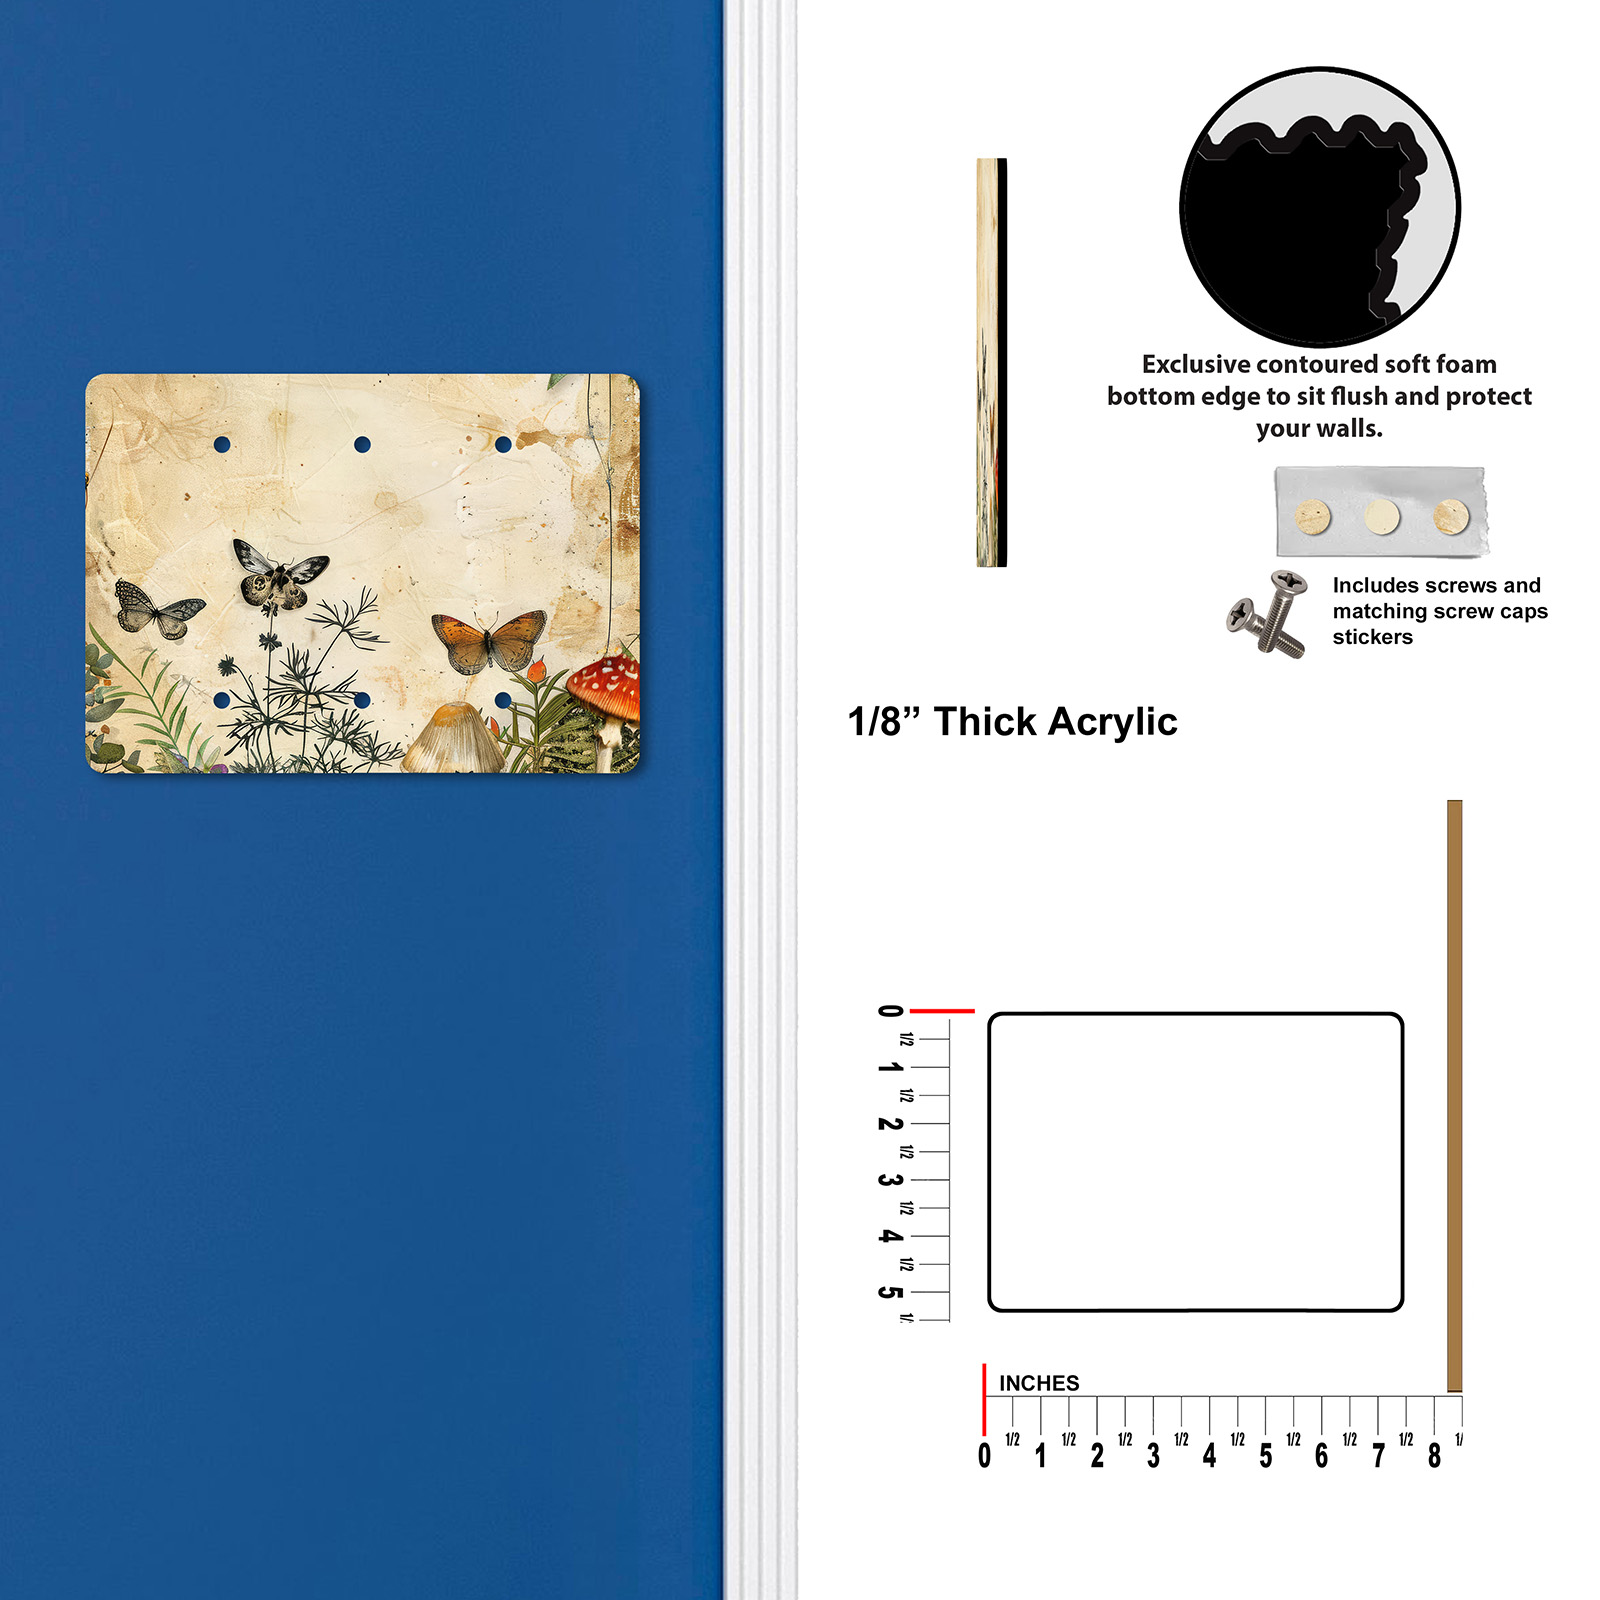 Exclusive contoured soft foam
bottom edge to sit flush and protect
your walls.
Includes screws and
matching screw caps
stickers
1/8” Thick Acrylic
0
1/2
1
1/2
2
1/2
3
1/2
4
1/2
5
1/
INCHES
0 1/2 1 1/2 2 1/2 3 1/2 4 1/2 5 1/2 6 1/2 7 1/2 8 1/